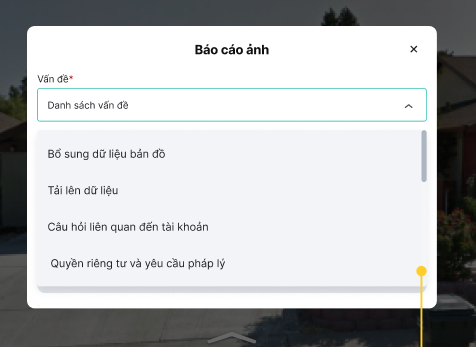 Báo cáo ảnh
Vấn đề*
Danh sách vấn đề
Bổ sung dữ liệu bản đồ
Tải lên dữ liệu
Câu hỏi liên quan đến tài khoản
Quyền riêng tư và yêu cầu pháp lý